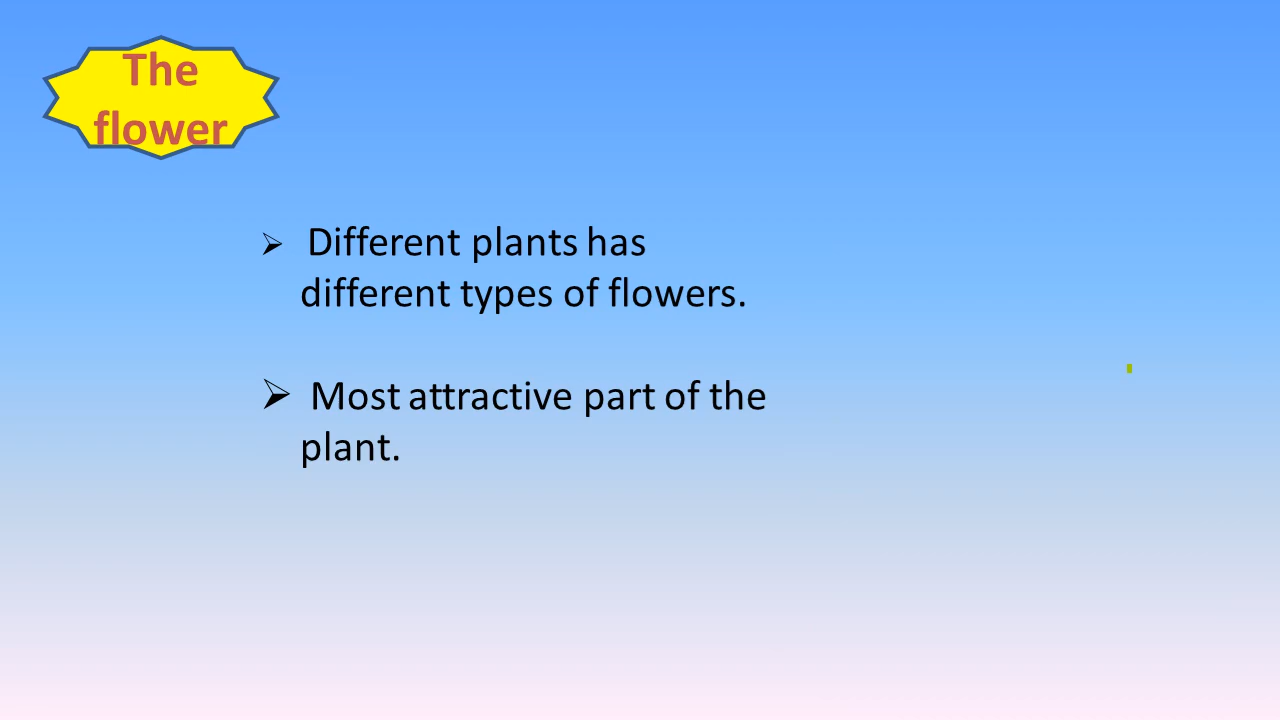 The
flower
➢ Different plants has
different types of flowers.
➢ Most attractive part of the
plant.